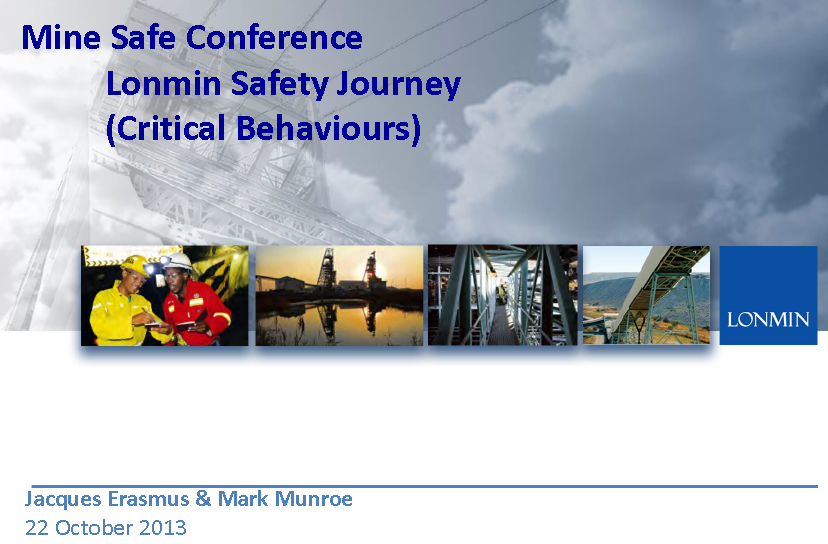 Mine Safe Conference
Lonmin Safety Journey
(Critical Behaviours)
LONMIN
Jacques Erasmus & Mark Munroe
22 October 2013